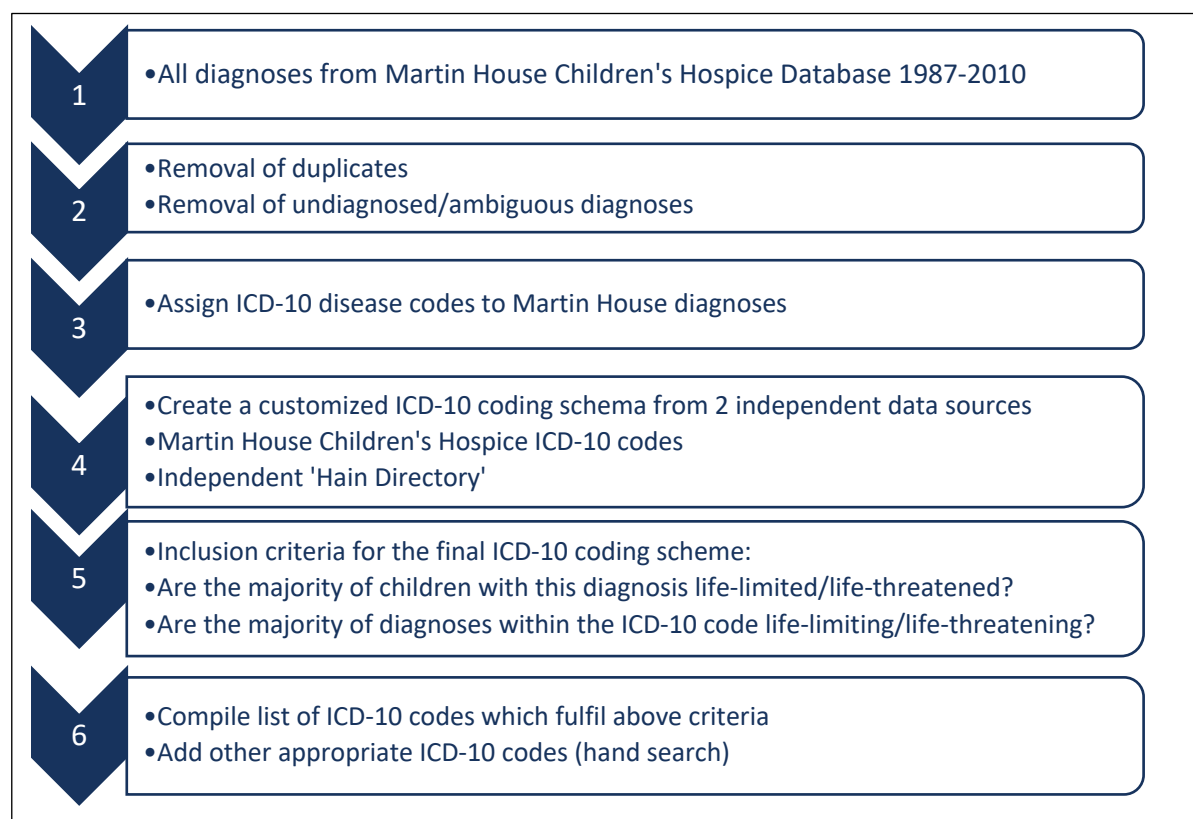 1
•All diagnoses from Martin House Children's Hospice Database 1987-2010
2
•Removal of duplicates
•Removal of undiagnosed/ambiguous diagnoses
3
•Assign ICD-10 disease codes to Martin House diagnoses
4
•Create a customized ICD-10 coding schema from 2 independent data sources
•Martin House Children's Hospice ICD-10 codes
•Independent 'Hain Directory'
5
•Inclusion criteria for the final ICD-10 coding scheme:
•Are the majority of children with this diagnosis life-limited/life-threatened?
•Are the majority of diagnoses within the ICD-10 code life-limiting/life-threatening?
6
•Compile list of ICD-10 codes which fulfil above criteria
•Add other appropriate ICD-10 codes (hand search)